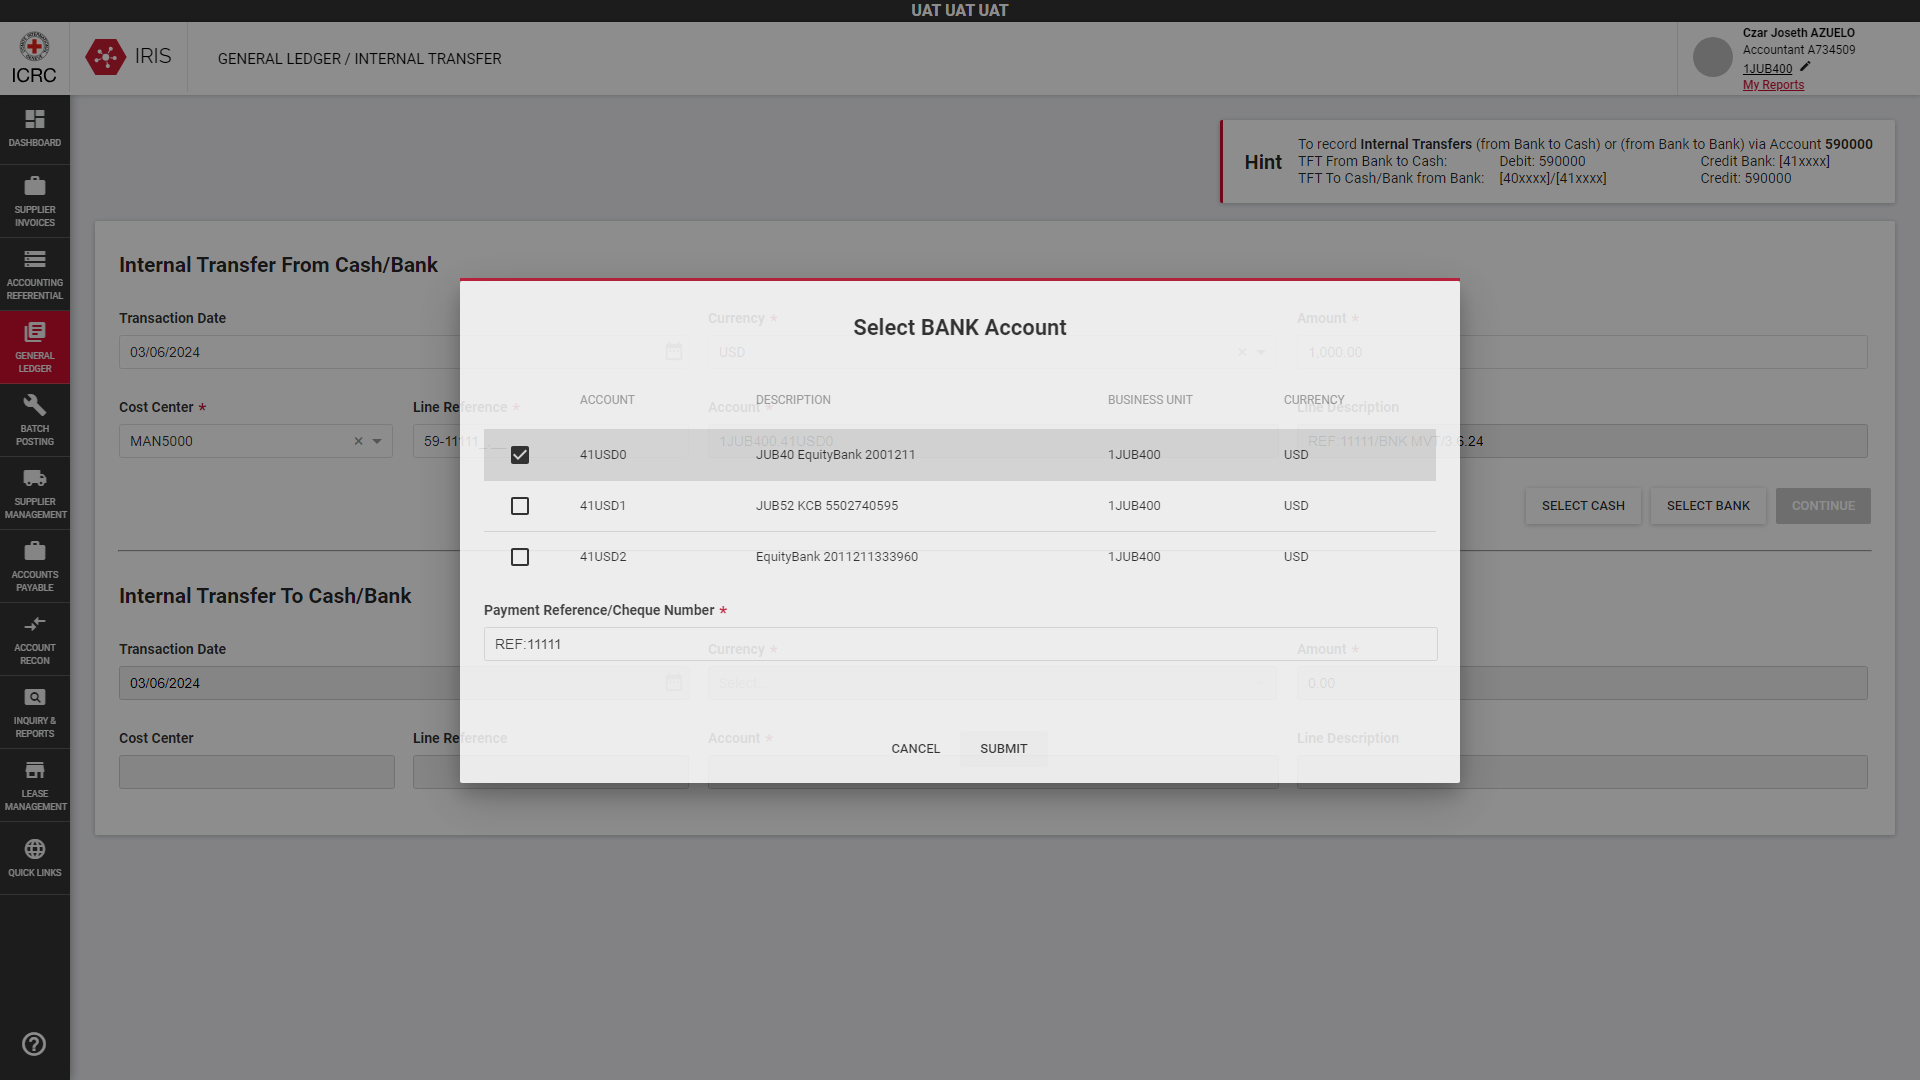 UAT UAT UAT
ICRC
IRIS
GENERAL LEDGER / INTERNAL TRANSFER
Czar Joseth AZUELO
Accountant A734509
1JUB400
My Reports
DASHBOARD
SUPPLIER INVOICES
ACCOUNTING REFERENTIAL
GENERAL LEDGER
BATCH POSTING
SUPPLIER MANAGEMENT
ACCOUNTS PAYABLE
ACCOUNT RECON
INQUIRY & REPORTS
LEASE MANAGEMENT
QUICK LINKS
Hint
To record Internal Transfers (from Bank to Cash) or (from Bank to Bank) via Account 590000
TFT From Bank to Cash: Debit: 590000 Credit Bank: [41xxxx]
TFT To Cash/Bank from Bank: [40xxxx]/[41xxxx] Credit: 590000
Internal Transfer From Cash/Bank
Transaction Date Currency * Amount *
03/06/2024 USD 1,000.00
Cost Center * Line Reference * Account * Line Description
MAN5000 59-11111 1JUB400.41USD0 REF:11111/BNK MVT/3.6.24
SELECT CASH SELECT BANK CONTINUE
Internal Transfer To Cash/Bank
Transaction Date Currency * Amount *
03/06/2024 Select... 0.00
Cost Center Line Reference Account * Line Description
Select BANK Account
ACCOUNT DESCRIPTION BUSINESS UNIT CURRENCY
41USD0 JUB40 EquityBank 2001211 1JUB400 USD
41USD1 JUB52 KCB 5502740595 1JUB400 USD
41USD2 EquityBank 2011211333960 1JUB400 USD
Payment Reference/Cheque Number *
REF:11111
CANCEL SUBMIT